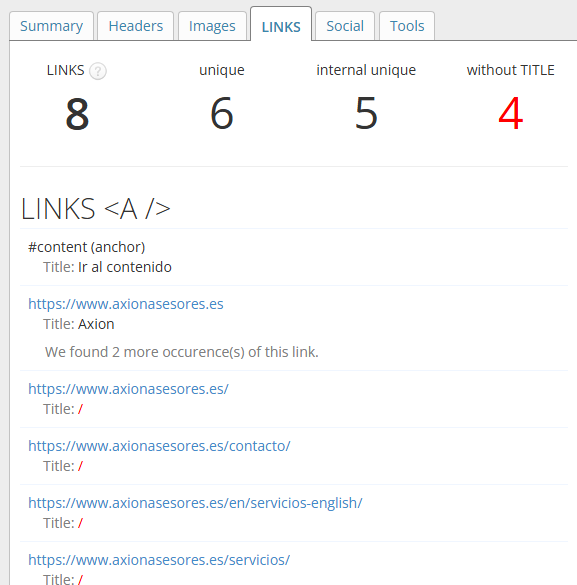 Summary Headers Images LINKS Social Tools
LINKS ? unique internal unique without TITLE
8 6 5 4
LINKS <A />
#content (anchor)
Title: Ir al contenido
https://www.axionasesores.es
Title: Axion
We found 2 more occurence(s) of this link.
https://www.axionasesores.es/
Title: /
https://www.axionasesores.es/contacto/
Title: /
https://www.axionasesores.es/en/servicios-english/
Title: /
https://www.axionasesores.es/servicios/
Title: /